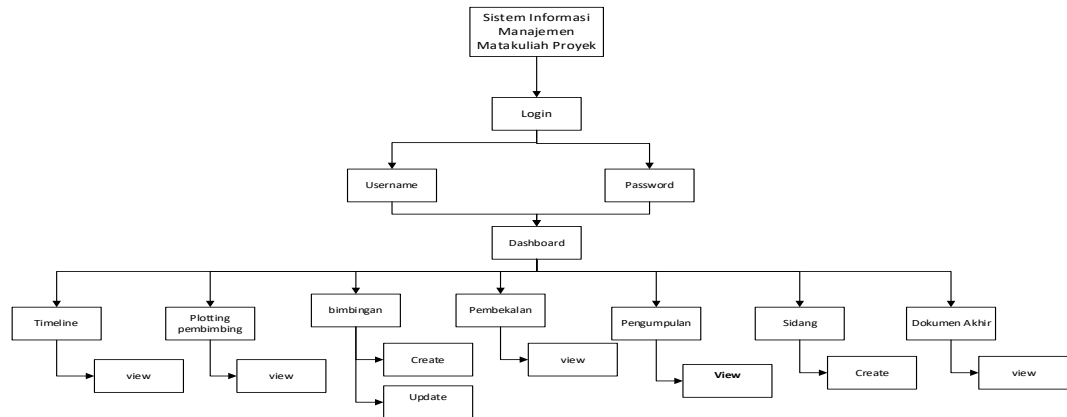 Sistem Informasi
Manajemen
Matakuliah Proyek
Login
Username
Password
Dashboard
Timeline
Plotting
pembimbing
bimbingan
Pembekalan
Pengumpulan
Sidang
Dokumen Akhir
view
view
Create
view
View
Create
view
Update